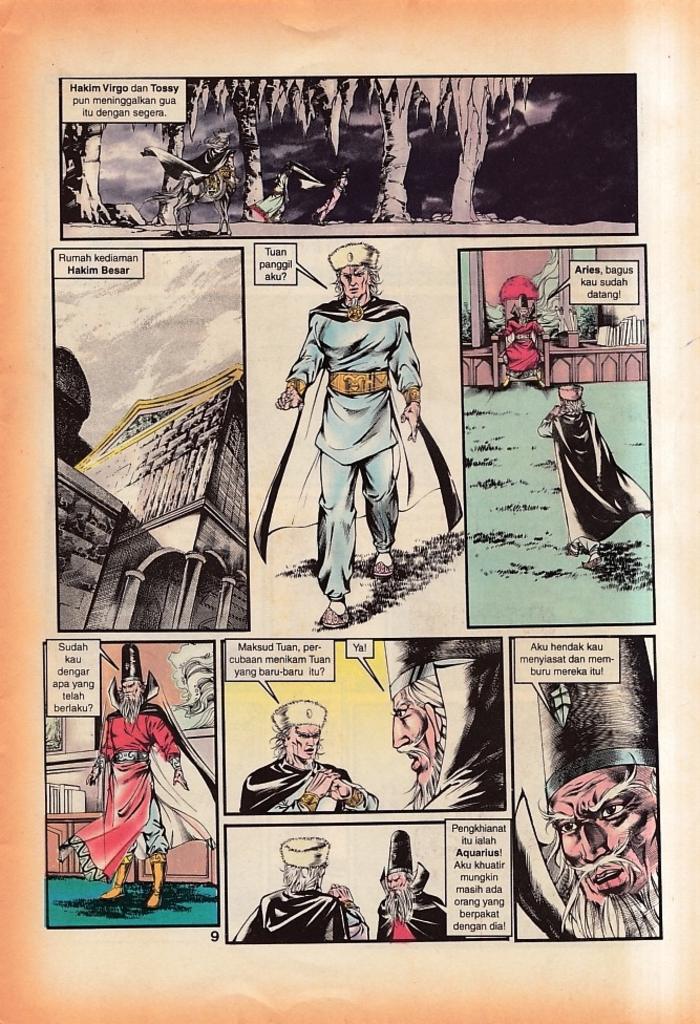 Hakim Virgo dan Tossy
pun meninggalkan gua
itu dengan segera.
Rumah kediaman
Hakim Besar
Tuan
panggil
aku?
Aries, bagus
kau sudah
datang!
Sudah
kau
dengar
apa yang
telah
berlaku?
Maksud Tuan, per-
cubaan menikam Tuan
yang baru-baru itu?
Ya!
Pengkhianat
itu ialah
Aquarius!
Aku khuatir
mungkin
masih ada
orang yang
berpakat
dengan dia!
Aku hendak kau
menyiasat dan mem-
buru mereka itu!
9